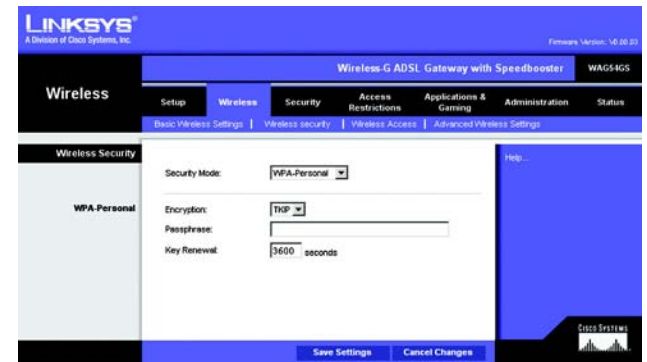 LINKSYS®
A Division of Cisco Systems, Inc.
Firmware Version: V0.00.03
Wireless-G ADSL Gateway with Speedbooster WAG54GS
Wireless
Setup Wireless Security Access Restrictions Applications & Gaming Administration Status
Basic Wireless Settings | Wireless security | Wireless Access | Advanced Wireless Settings
Wireless Security
Help...
Security Mode: WPA-Personal
WPA-Personal
Encryption: TKIP
Passphrase:
Key Renewal: 3600 seconds
CISCO SYSTEMS
Save Settings Cancel Changes